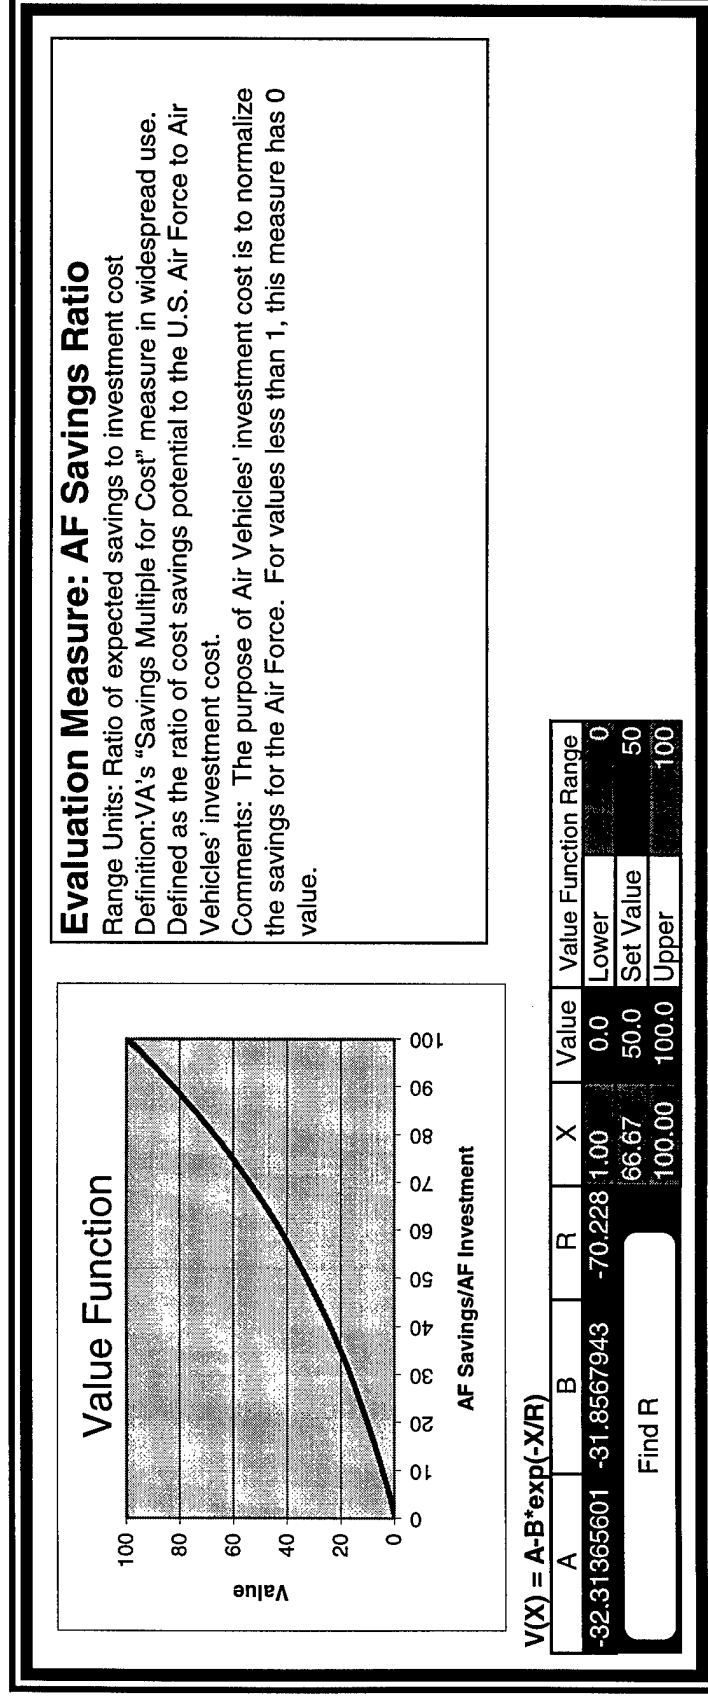 Evaluation Measure: AF Savings Ratio
Range Units: Ratio of expected savings to investment cost
Definition:VA's “Savings Multiple for Cost” measure in widespread use.
Defined as the ratio of cost savings potential to the U.S. Air Force to Air
Vehicles' investment cost.
Comments: The purpose of Air Vehicles' investment cost is to normalize
the savings for the Air Force. For values less than 1, this measure has 0
value.
Value Function
100
80
60
40
20
0
Value
0 10 20 30 40 50 60 70 80 90 100
AF Savings/AF Investment
V(X) = A-B*exp(-X/R)
A B R X Value Value Function Range
-32.31365601 -31.8567943 -70.228 1.00 0.0 Lower 0
Find R 66.67 50.0 Set Value 50
100.00 100.0 Upper 100